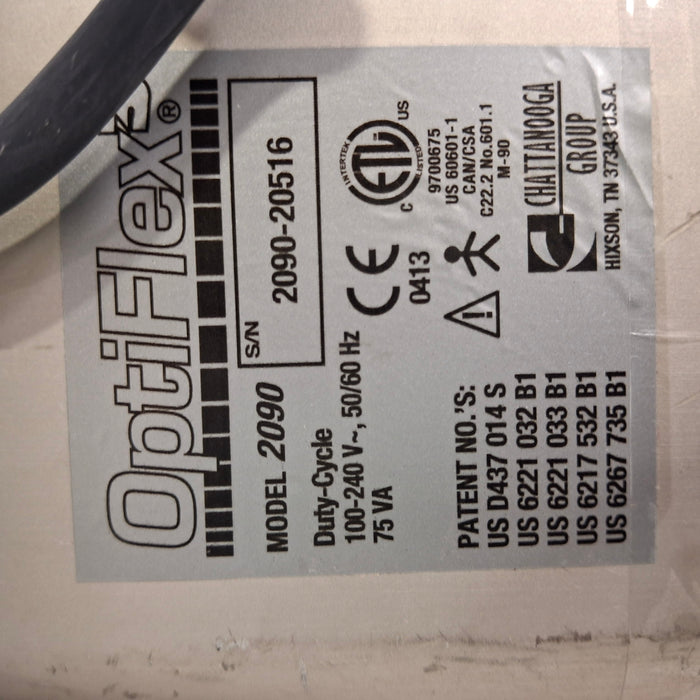 OptiFlex®
S/N
2090-20516
MODEL 2090
Duty-Cycle
100-240 V~, 50/60 Hz
75 VA
CE
0413
INTERTEK
ETL
LISTED
C US
9700675
US 60601-1
CAN/CSA
C22.2 No.601.1
M-90
PATENT NO.'S:
US D437 014 S
US 6221 032 B1
US 6221 033 B1
US 6217 532 B1
US 6267 735 B1
CHATTANOOGA
GROUP
HIXSON, TN 37343 U.S.A.